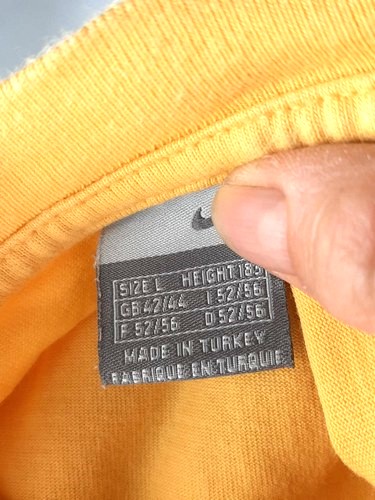 SIZE L HEIGHT 185
GB 42/44 I 52/56
F 52/56 D 52/56
MADE IN TURKEY
FABRIQUE EN TURQUIE